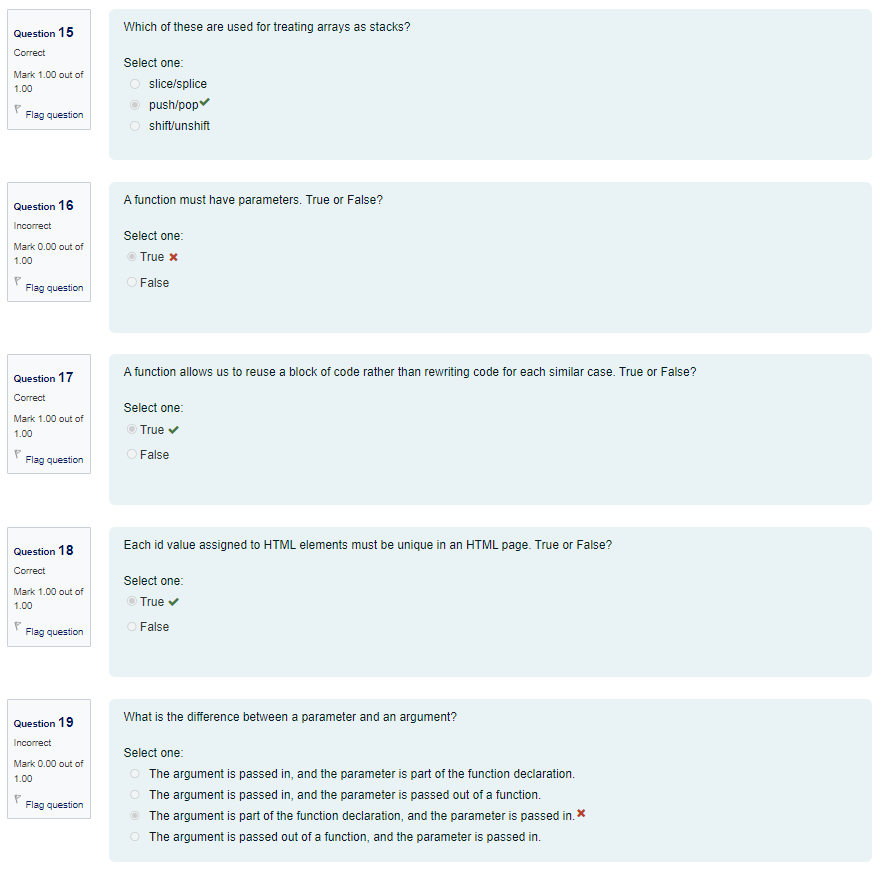 Question 15
Correct
Mark 1.00 out of
1.00
Flag question
Which of these are used for treating arrays as stacks?
Select one:
slice/splice
push/pop
shift/unshift
Question 16
Incorrect
Mark 0.00 out of
1.00
Flag question
A function must have parameters. True or False?
Select one:
True
False
Question 17
Correct
Mark 1.00 out of
1.00
Flag question
A function allows us to reuse a block of code rather than rewriting code for each similar case. True or False?
Select one:
True
False
Question 18
Correct
Mark 1.00 out of
1.00
Flag question
Each id value assigned to HTML elements must be unique in an HTML page. True or False?
Select one:
True
False
Question 19
Incorrect
Mark 0.00 out of
1.00
Flag question
What is the difference between a parameter and an argument?
Select one:
The argument is passed in, and the parameter is part of the function declaration.
The argument is passed in, and the parameter is passed out of a function.
The argument is part of the function declaration, and the parameter is passed in.
The argument is passed out of a function, and the parameter is passed in.